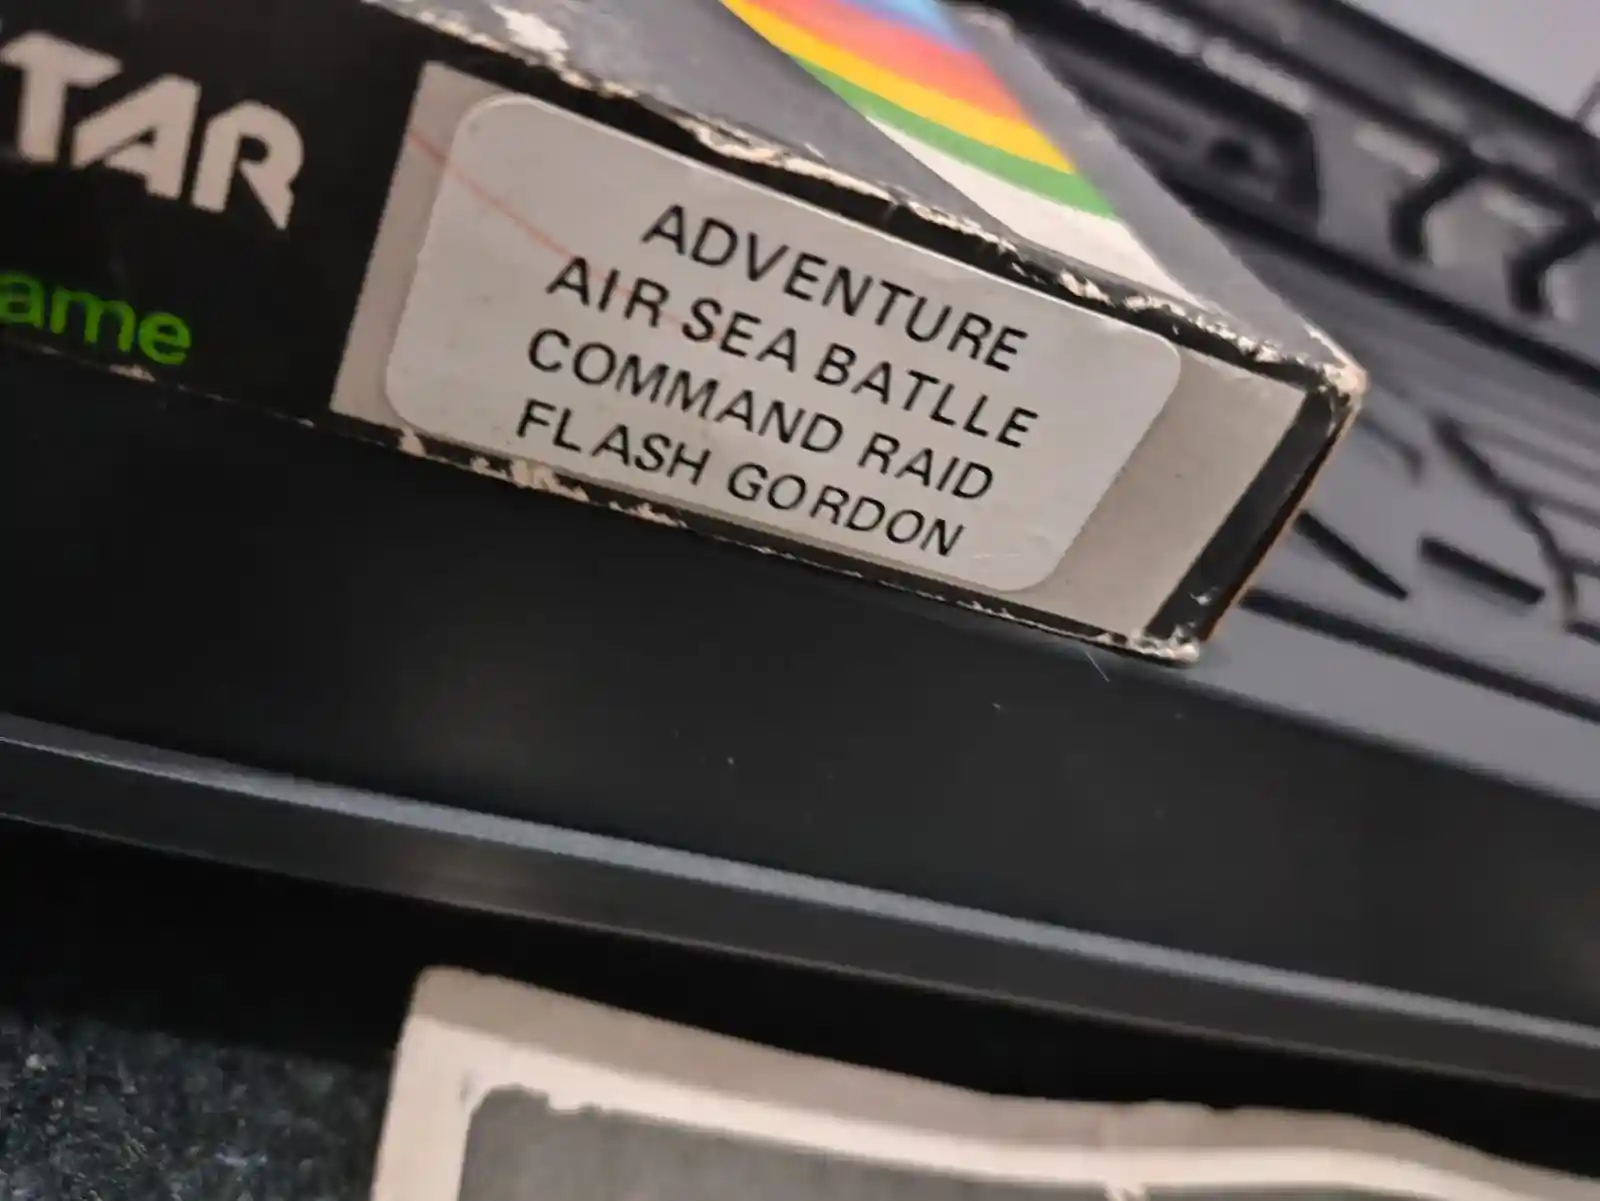 TAR
ame
ADVENTURE
AIR SEA BATLLE
COMMAND RAID
FLASH GORDON